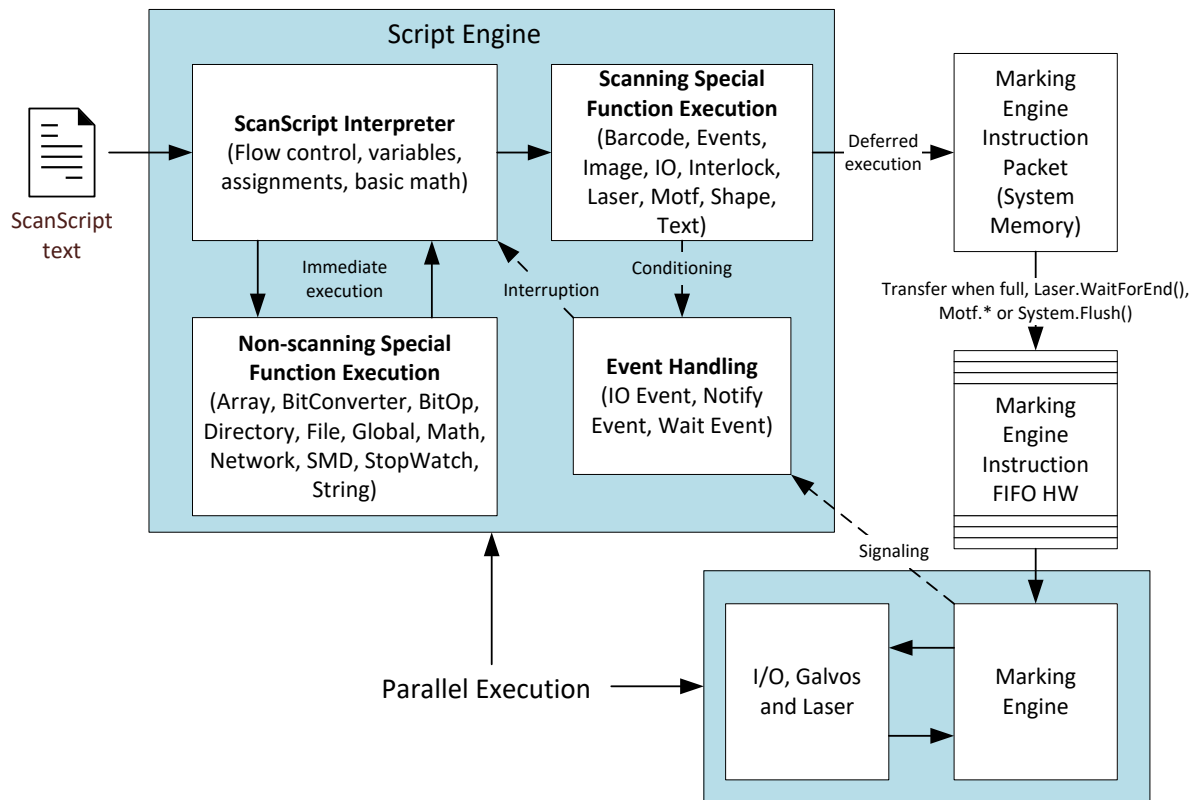 Script Engine
ScanScript
text
ScanScript Interpreter
(Flow control, variables,
assignments, basic math)
Scanning Special
Function Execution
(Barcode, Events,
Image, IO, Interlock,
Laser, Motf, Shape,
Text)
Deferred
execution
Marking
Engine
Instruction
Packet
(System
Memory)
Immediate
execution
Interruption
Conditioning
Transfer when full, Laser.WaitForEnd(),
Motf.* or System.Flush()
Non-scanning Special
Function Execution
(Array, BitConverter, BitOp,
Directory, File, Global, Math,
Network, SMD, StopWatch,
String)
Event Handling
(IO Event, Notify
Event, Wait Event)
Marking
Engine
Instruction
FIFO HW
Signaling
Parallel Execution
I/O, Galvos
and Laser
Marking
Engine